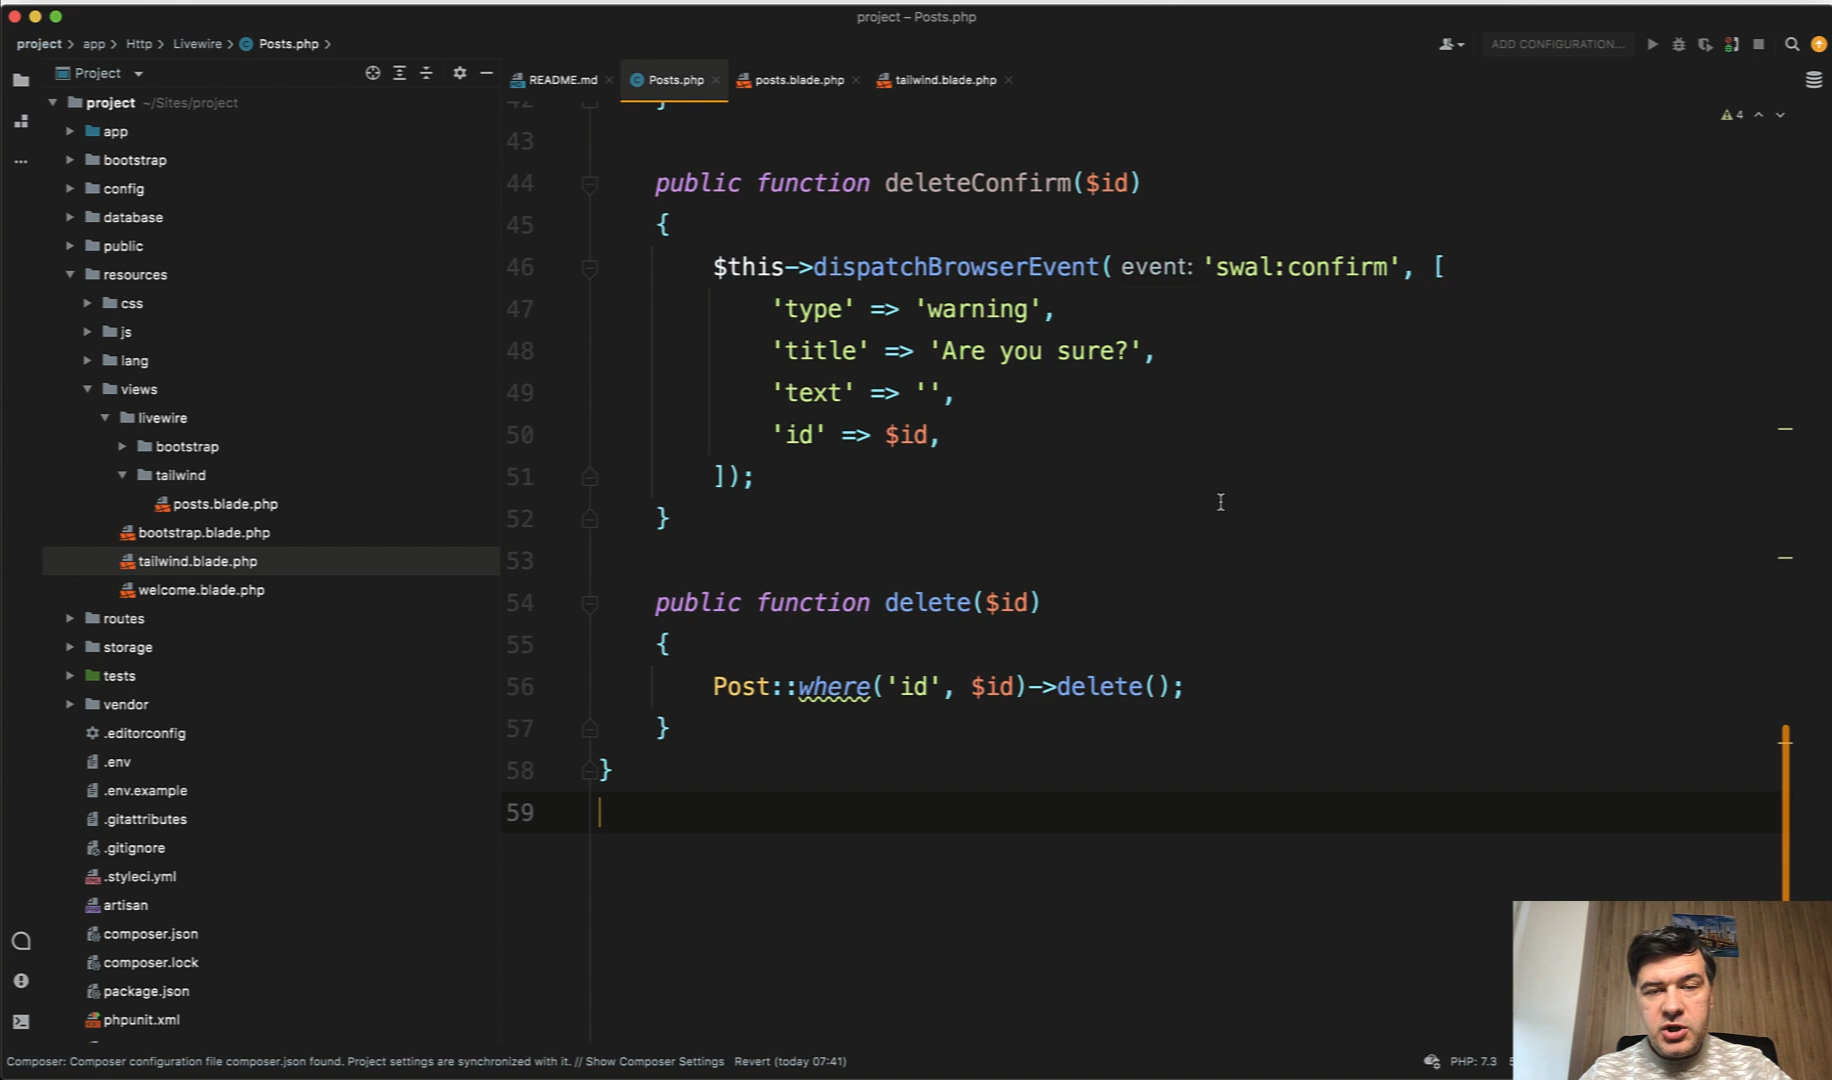 project – Posts.php
project > app > Http > Livewire > Posts.php >
ADD CONFIGURATION...
Project
README.md
Posts.php
posts.blade.php
tailwind.blade.php
4
project ~/Sites/project
app
bootstrap
config
database
public
resources
css
js
lang
views
livewire
bootstrap
tailwind
posts.blade.php
bootstrap.blade.php
tailwind.blade.php
welcome.blade.php
routes
storage
tests
vendor
.editorconfig
.env
.env.example
.gitattributes
.gitignore
.styleci.yml
artisan
composer.json
composer.lock
package.json
phpunit.xml
42 }
43
44 public function deleteConfirm($id)
45 {
46 $this->dispatchBrowserEvent( event: 'swal:confirm', [
47 'type' => 'warning',
48 'title' => 'Are you sure?',
49 'text' => '',
50 'id' => $id,
51 ]);
52 }
53
54 public function delete($id)
55 {
56 Post::where('id', $id)->delete();
57 }
58 }
59
Composer: Composer configuration file composer.json found. Project settings are synchronized with it. // Show Composer Settings Revert (today 07:41)
PHP: 7.3